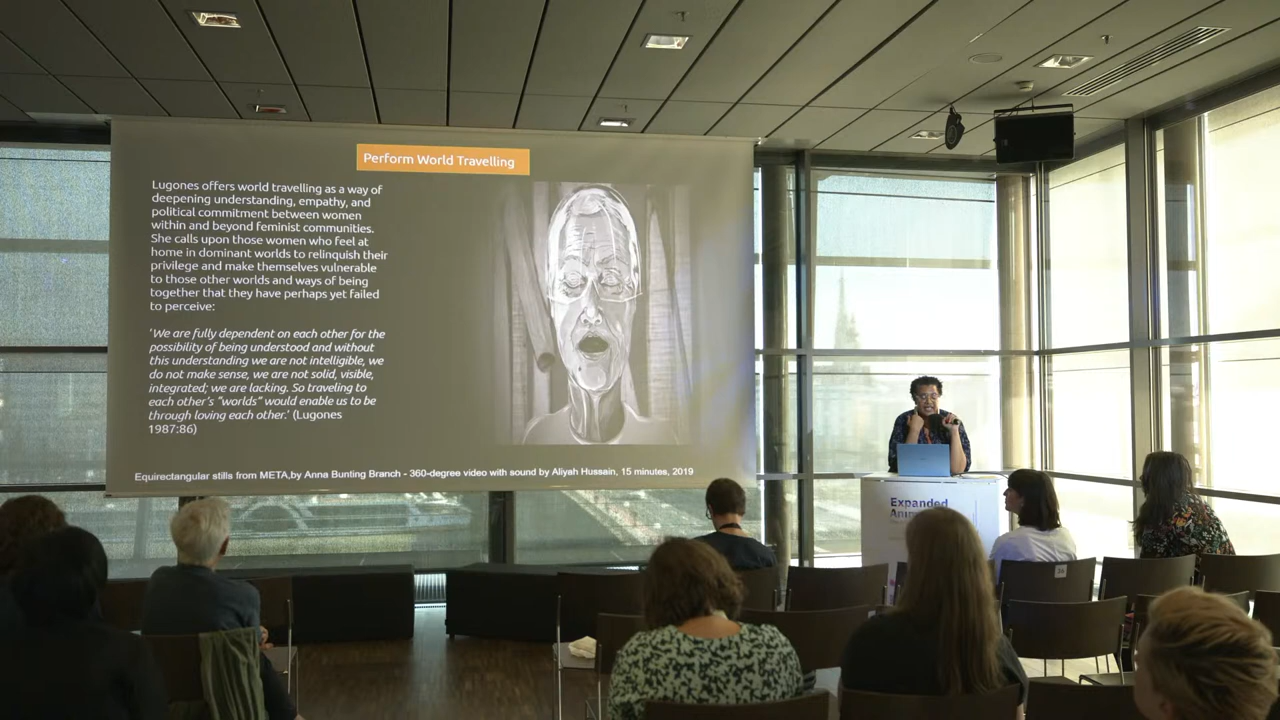 Perform World Travelling
Lugones offers world travelling as a way of
deepening understanding, empathy, and
political commitment between women
within and beyond feminist communities.
She calls upon those women who feel at
home in dominant worlds to relinquish their
privilege and make themselves vulnerable
to those other worlds and ways of being
together that they have perhaps yet failed
to perceive:
‘We are fully dependent on each other for the
possibility of being understood and without
this understanding we are not intelligible, we
do not make sense, we are not solid, visible,
integrated; we are lacking. So traveling to
each other's "worlds" would enable us to be
through loving each other.’ (Lugones
1987:86)
Equirectangular stills from META,by Anna Bunting Branch - 360-degree video with sound by Aliyah Hussain, 15 minutes, 2019
Expanded